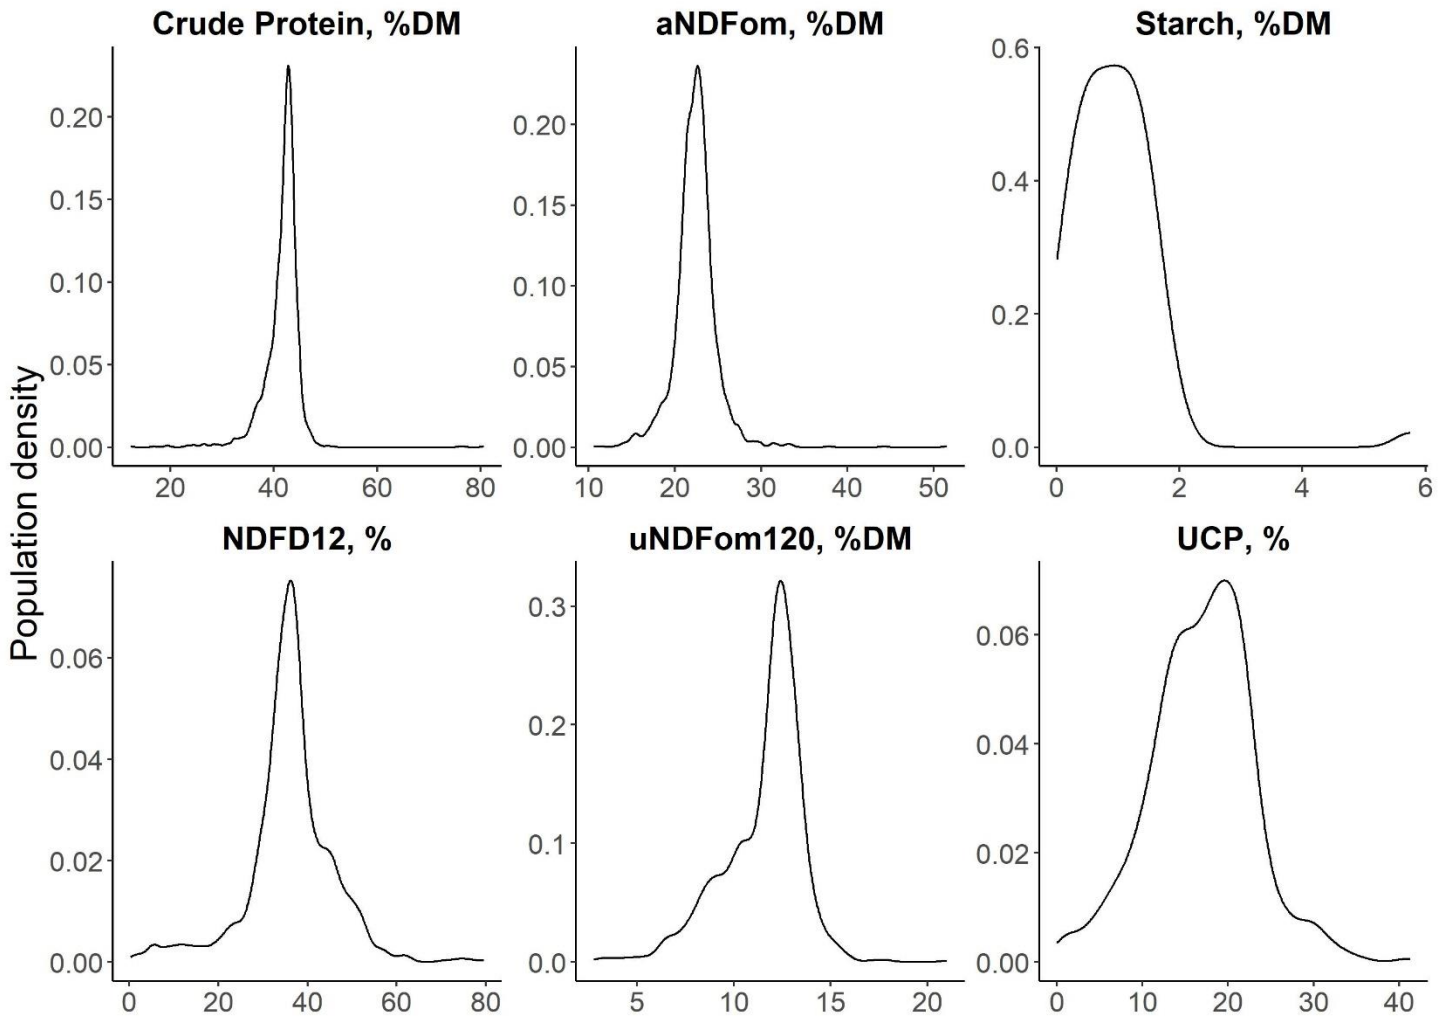 Crude Protein, %DM
aNDFom, %DM
Starch, %DM
0.20
0.15
0.10
0.05
0.00
20 40 60 80
0.20
0.15
0.10
0.05
0.00
10 20 30 40 50
0.6
0.4
0.2
0.0
0 2 4 6
Population density
NDFD12, %
uNDFom120, %DM
UCP, %
0.06
0.04
0.02
0.00
0 20 40 60 80
0.3
0.2
0.1
0.0
5 10 15 20
0.06
0.04
0.02
0.00
0 10 20 30 40